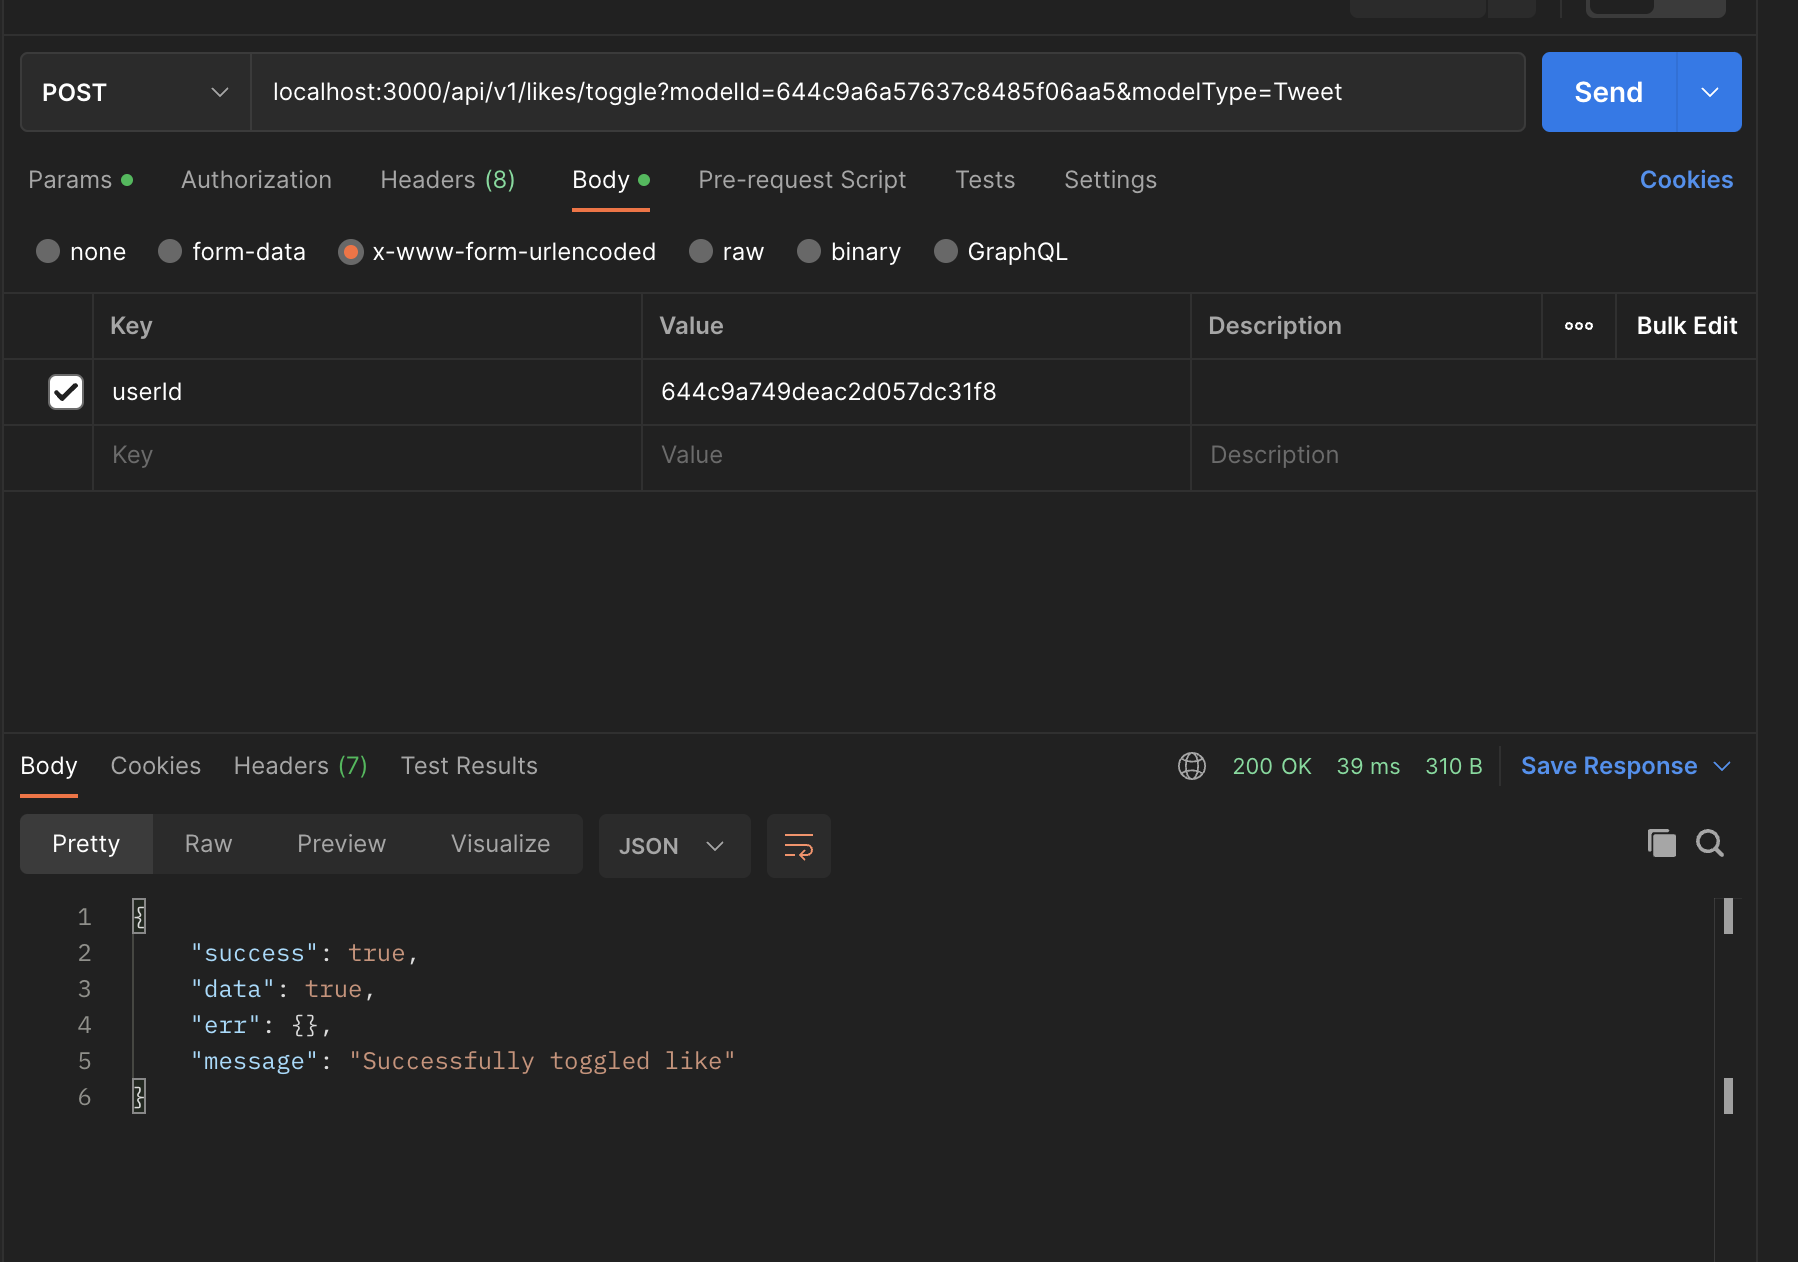 POST
localhost:3000/api/v1/likes/toggle?modelId=644c9a6a57637c8485f06aa5&modelType=Tweet
Send
Params Authorization Headers (8) Body Pre-request Script Tests Settings Cookies
none form-data x-www-form-urlencoded raw binary GraphQL
Key Value Description ooo Bulk Edit
userId 644c9a749deac2d057dc31f8
Key Value Description
Body Cookies Headers (7) Test Results 200 OK 39 ms 310 B Save Response
Pretty Raw Preview Visualize JSON
1 {
2 "success": true,
3 "data": true,
4 "err": {},
5 "message": "Successfully toggled like"
6 }